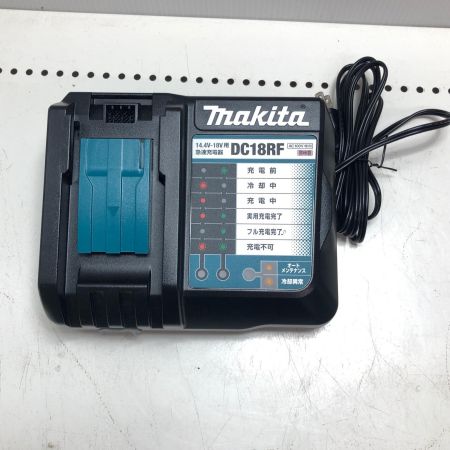 makita
14.4V-18V用
急速充電器 DC18RF
充電前
冷却中
充電中
実用充電完了
フル充電完了♪
充電不可
オート
メンテナンス
冷却異常